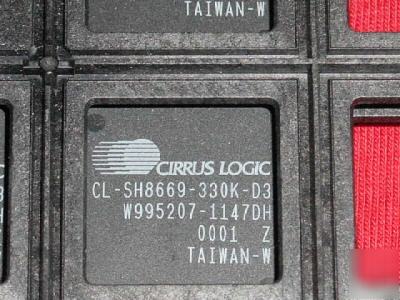 TAIWAN-W
CIRRUS LOGIC
CL-SH8669-330K-D3
W995207-1147DH
0001 Z
TAIWAN-W